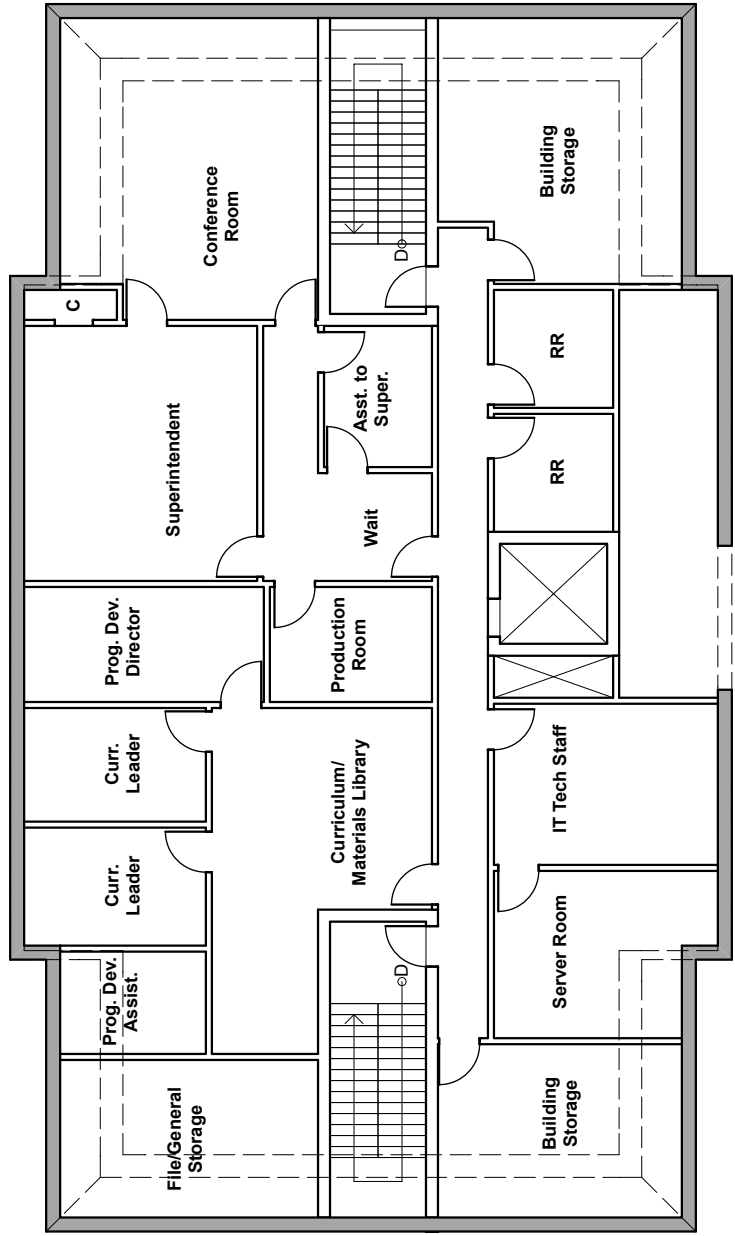 File/General
Storage
Prog. Dev.
Assist.
Curr.
Leader
Curr.
Leader
Prog. Dev.
Director
Superintendent
C
Conference
Room
Curriculum/
Materials Library
Production
Room
Wait
Asst. to
Super.
D
D
Building
Storage
Server Room
IT Tech Staff
RR
RR
Building
Storage